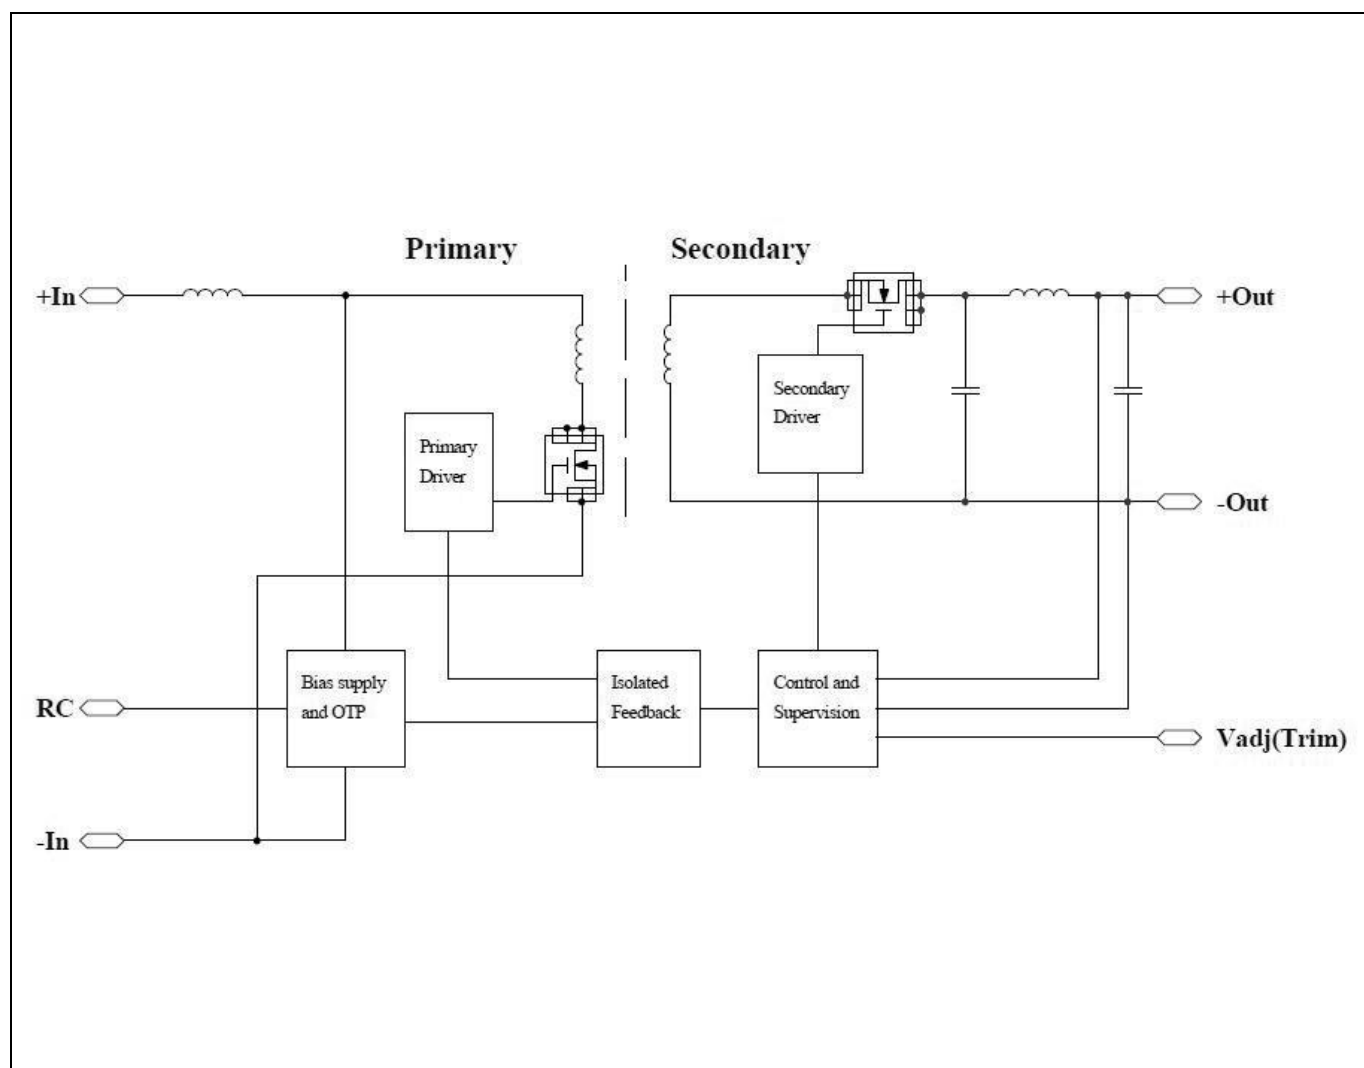 Primary
Secondary
+In
+Out
Secondary
Driver
Primary
Driver
-Out
Bias supply
and OTP
Isolated
Feedback
Control and
Supervision
RC
Vadj(Trim)
-In